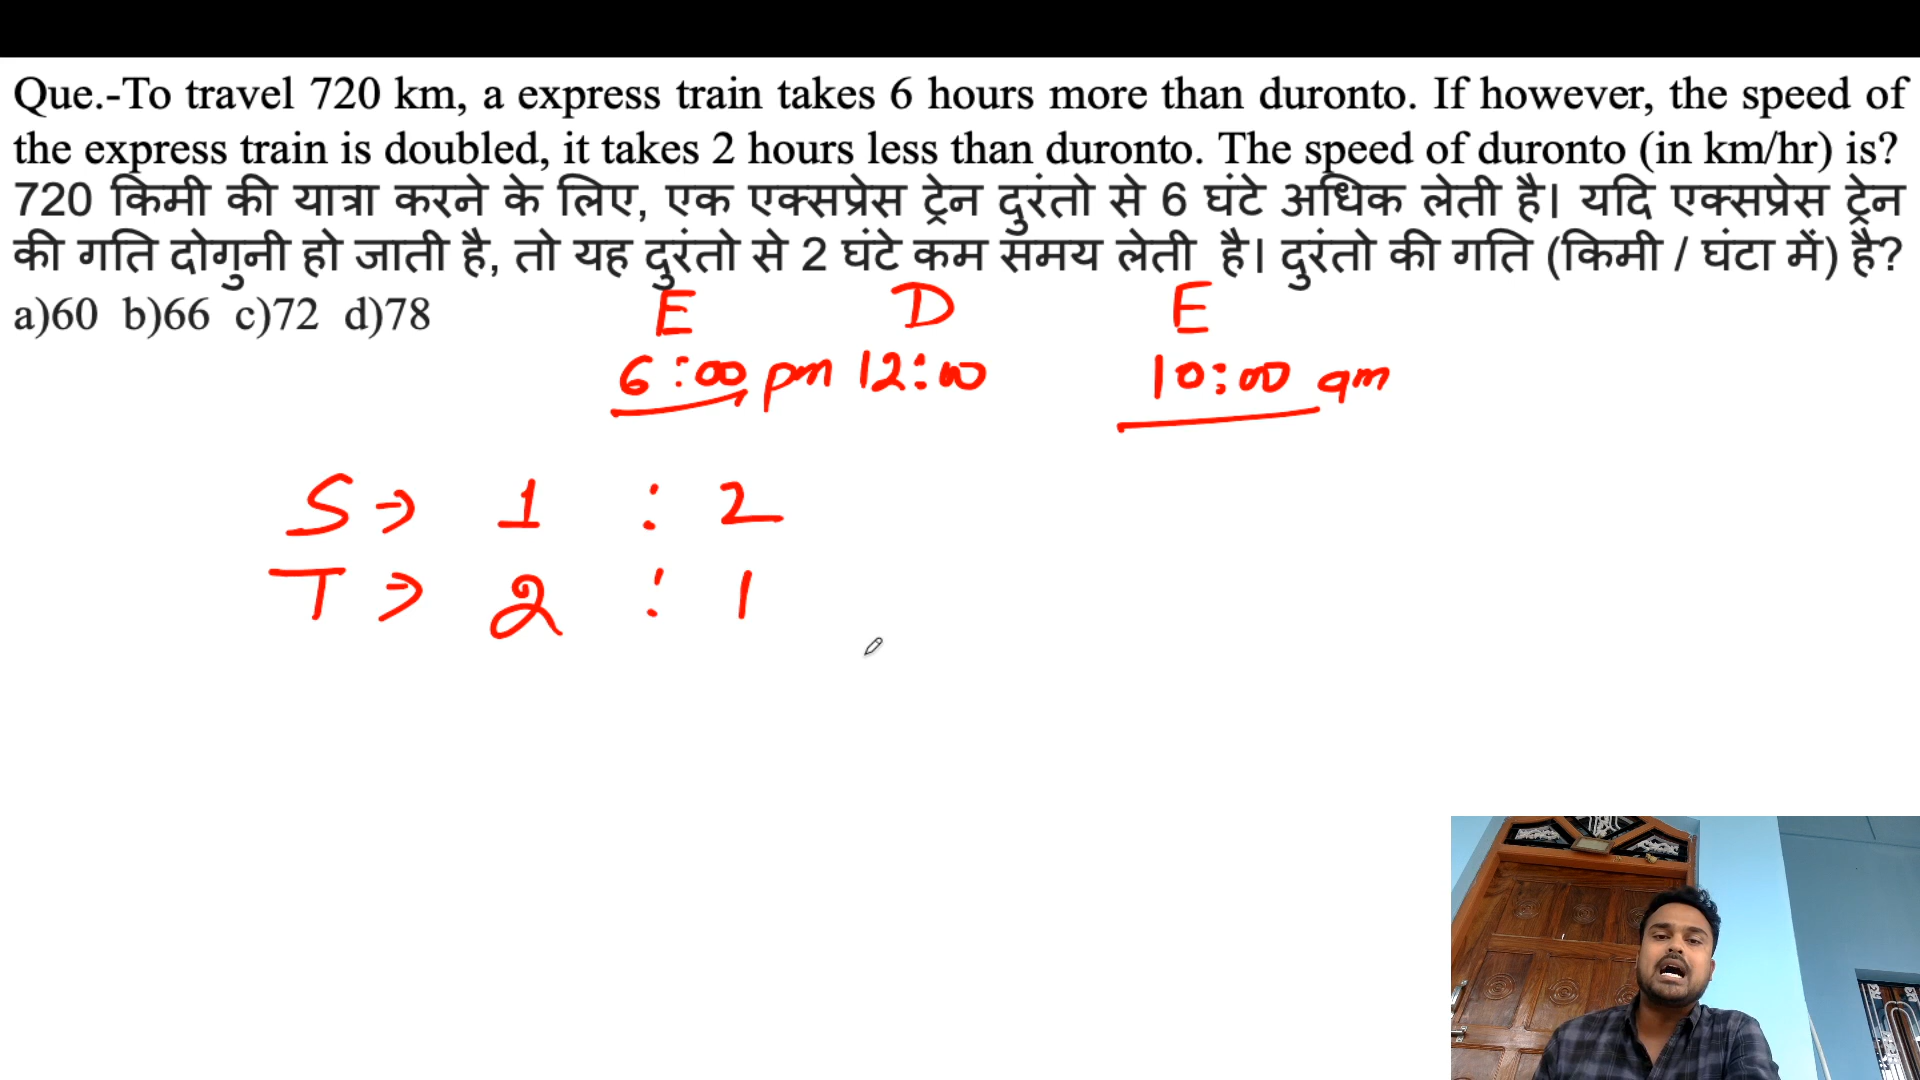 Que.-To travel 720 km, a express train takes 6 hours more than duronto. If however, the speed of
the express train is doubled, it takes 2 hours less than duronto. The speed of duronto (in km/hr) is?
720 किमी की यात्रा करने के लिए, एक एक्सप्रेस ट्रेन दुरंतो से 6 घंटे अधिक लेती है। यदि एक्सप्रेस ट्रेन
की गति दोगुनी हो जाती है, तो यह दुरंतो से 2 घंटे कम समय लेती है। दुरंतो की गति (किमी / घंटा में) है?
a)60 b)66 c)72 d)78
E D E
6:00 pm 12:00 10:00 am
S → 1 : 2
T → 2 : 1